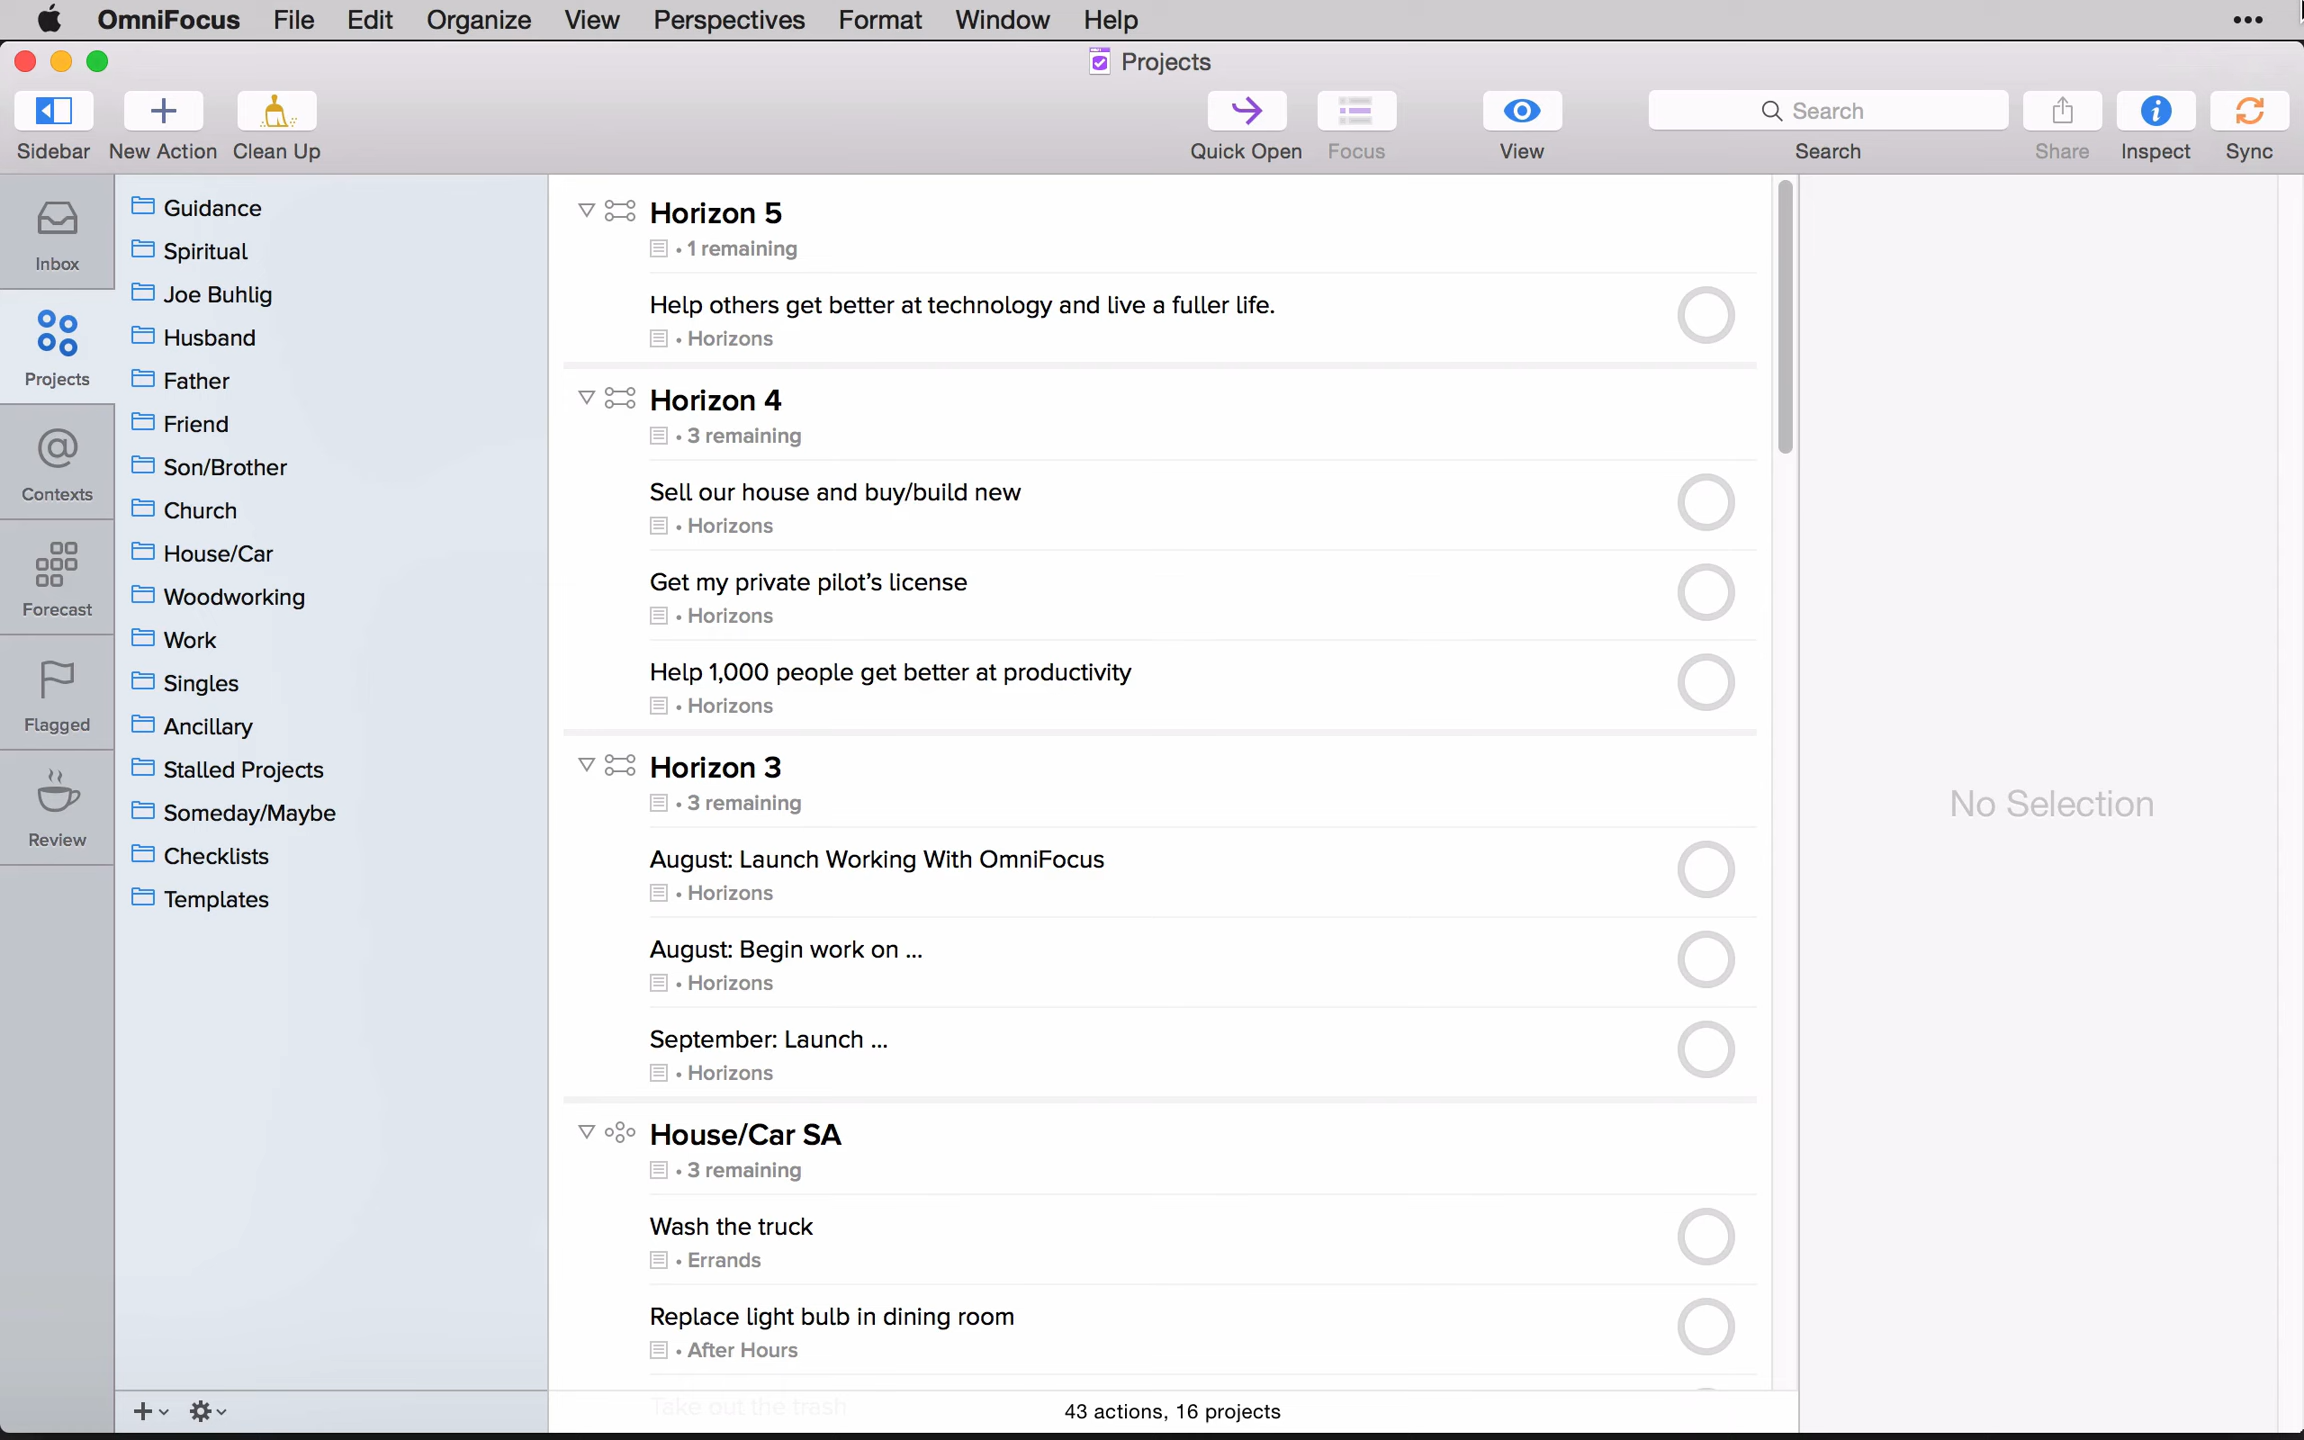 OmniFocus File Edit Organize View Perspectives Format Window Help
Projects
Sidebar New Action Clean Up Quick Open Focus View Search Search Share Inspect Sync
Inbox
Projects
Contexts
Forecast
Flagged
Review
Guidance
Spiritual
Joe Buhlig
Husband
Father
Friend
Son/Brother
Church
House/Car
Woodworking
Work
Singles
Ancillary
Stalled Projects
Someday/Maybe
Checklists
Templates
Horizon 5
• 1 remaining
Help others get better at technology and live a fuller life.
• Horizons
Horizon 4
• 3 remaining
Sell our house and buy/build new
• Horizons
Get my private pilot’s license
• Horizons
Help 1,000 people get better at productivity
• Horizons
Horizon 3
• 3 remaining
August: Launch Working With OmniFocus
• Horizons
August: Begin work on ...
• Horizons
September: Launch ...
• Horizons
House/Car SA
• 3 remaining
Wash the truck
• Errands
Replace light bulb in dining room
• After Hours
Take out the trash
43 actions, 16 projects
No Selection